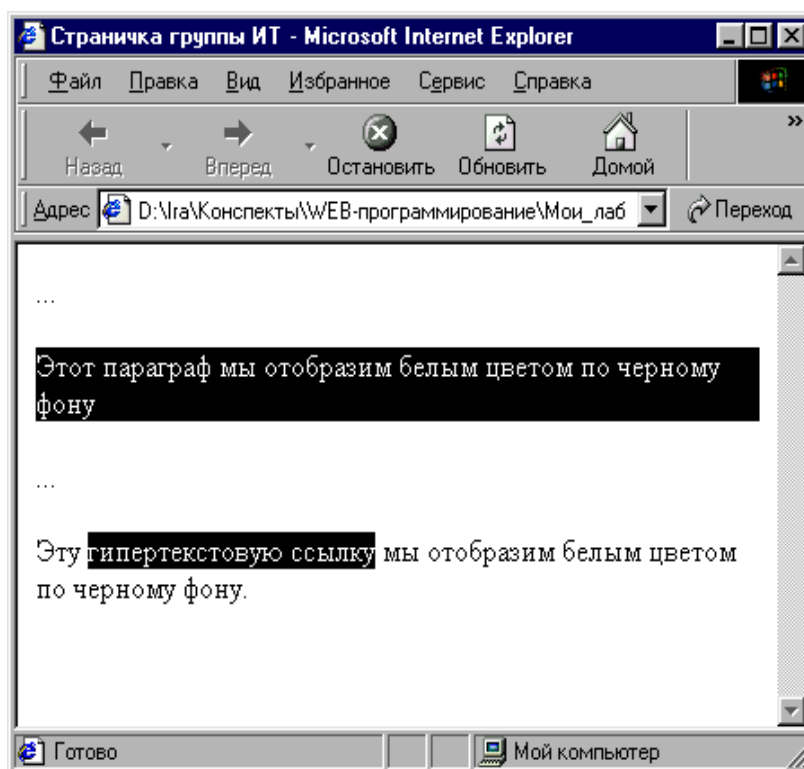 Страничка группы ИТ - Microsoft Internet Explorer
Файл Правка Вид Избранное Сервис Справка
»
Назад Вперед Остановить Обновить Домой
Адрес D:\Ira\Конспекты\WEB-программирование\Мои_лаб Переход
...
Этот параграф мы отобразим белым цветом по черному
фону
...
Эту гипертекстовую ссылку мы отобразим белым цветом
по черному фону.
Готово Мой компьютер